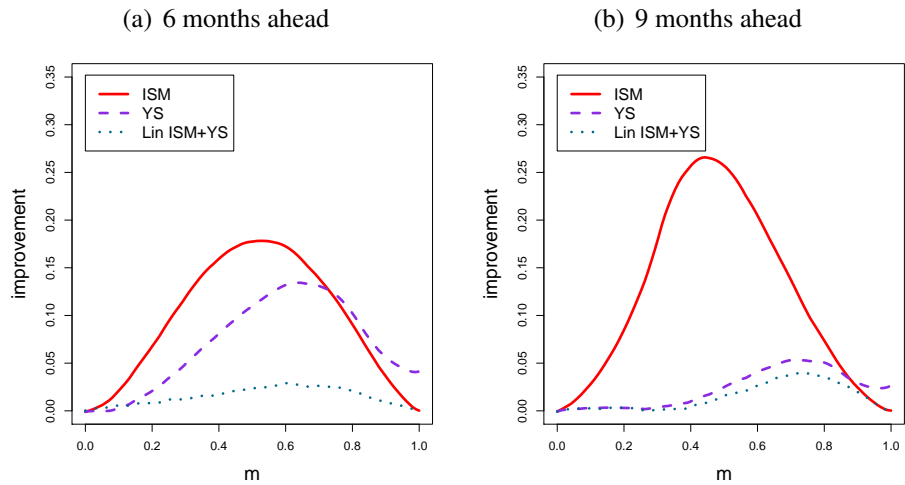 (a) 6 months ahead
ISM
YS
Lin ISM+YS
improvement
0.35
0.30
0.25
0.20
0.15
0.10
0.05
0.00
0.0 0.2 0.4 0.6 0.8 1.0
m
(b) 9 months ahead
ISM
YS
Lin ISM+YS
improvement
0.35
0.30
0.25
0.20
0.15
0.10
0.05
0.00
0.0 0.2 0.4 0.6 0.8 1.0
m